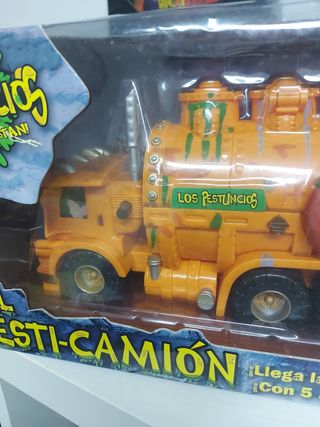 LOS PESTUNCIOS
ESTI-CAMIÓN
¡Llega la
¡Con 5